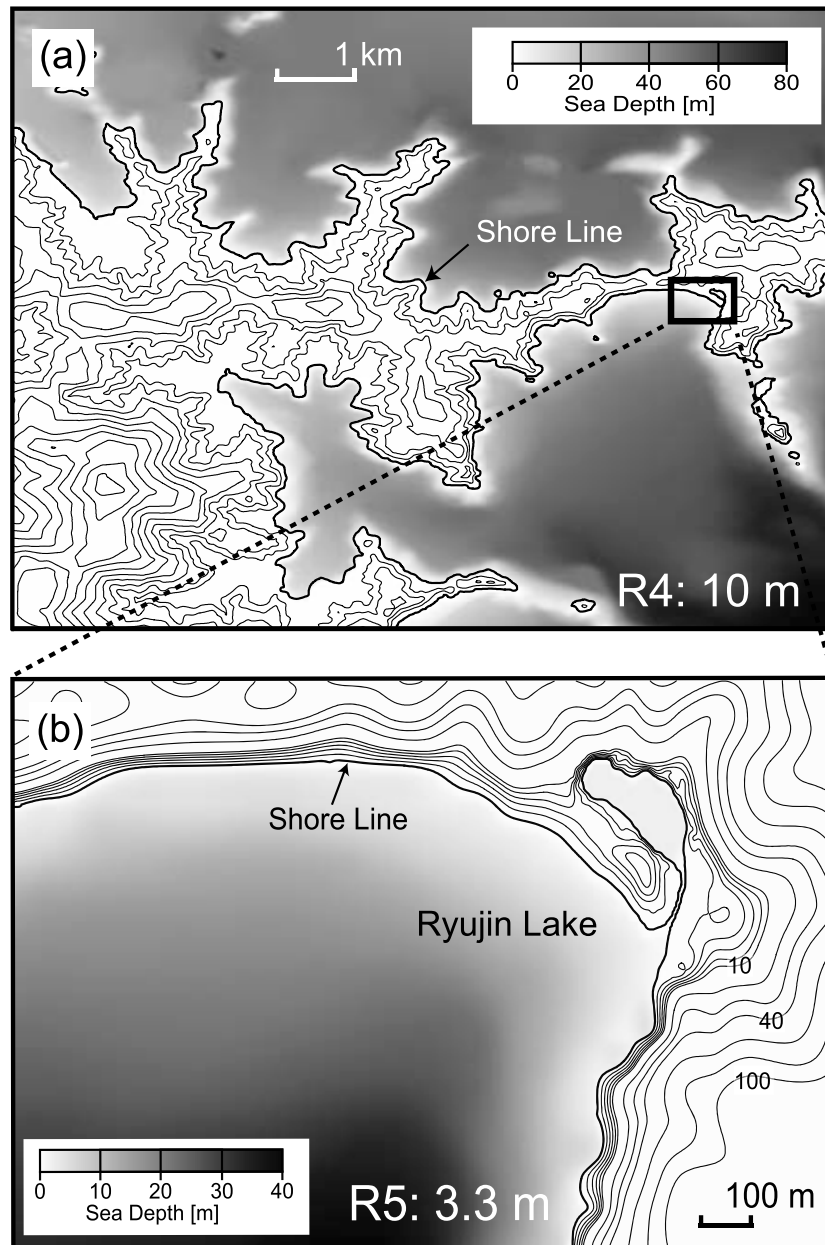 (a)
1 km
0 20 40 60 80
Sea Depth [m]
Shore Line
R4: 10 m
(b)
Shore Line
Ryujin Lake
10
40
100
0 10 20 30 40
Sea Depth [m]
R5: 3.3 m
100 m